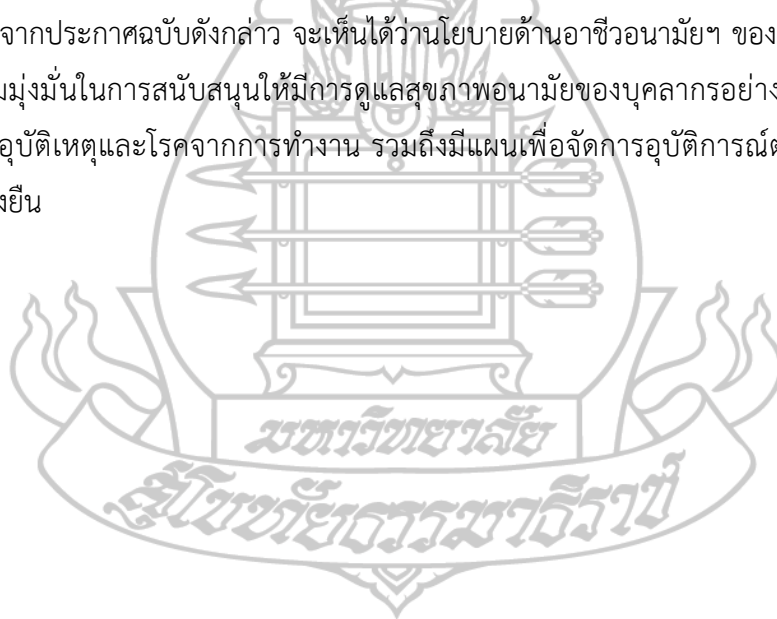 จากประกาศฉบับดังกล่าว จะเห็นได้ว่านโยบายด้านอาชีวอนามัยฯ ของ
มมุ่งมั่นในการสนับสนุนให้มีการดูแลสุขภาพอนามัยของบุคลากรอย่าง
อุบัติเหตุและโรคจากการทำงาน รวมถึงมีแผนเพื่อจัดการอุบัติการณ์ต
งยืน
มหาวิทยาลัย
สุโขทัยธรรมาธิราช